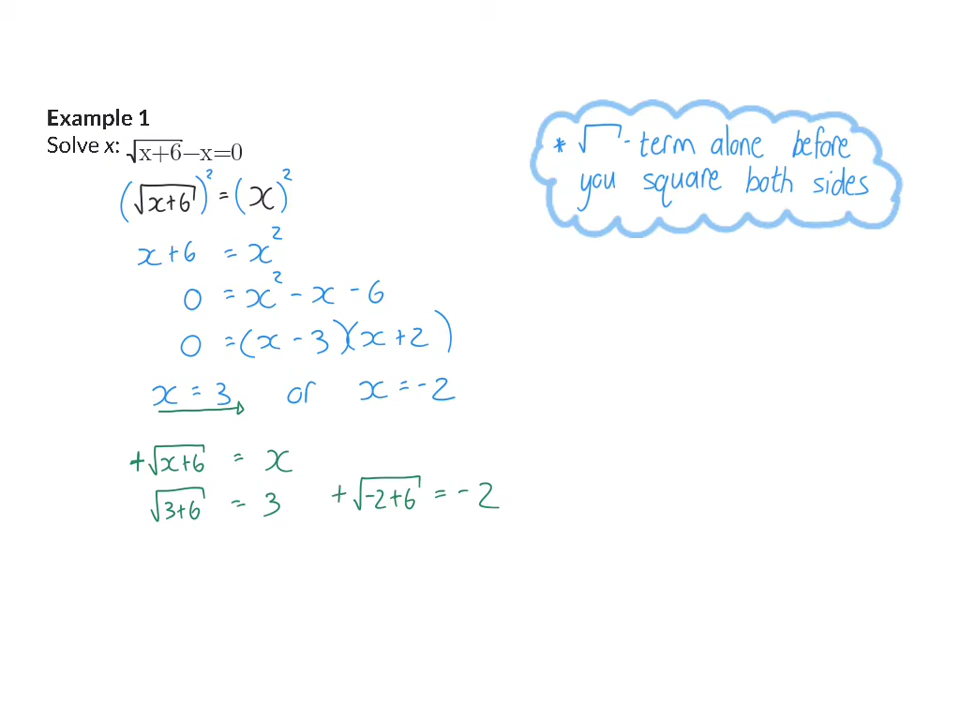 Example 1
Solve x: √x+6−x=0
(√x+6)² = (x)²
x+6 = x²
0 = x² - x - 6
0 = (x - 3)(x + 2)
x = 3 or x = -2
+√x+6 = x
√3+6 = 3 +√-2+6 = -2
* √ - term alone before
you square both sides